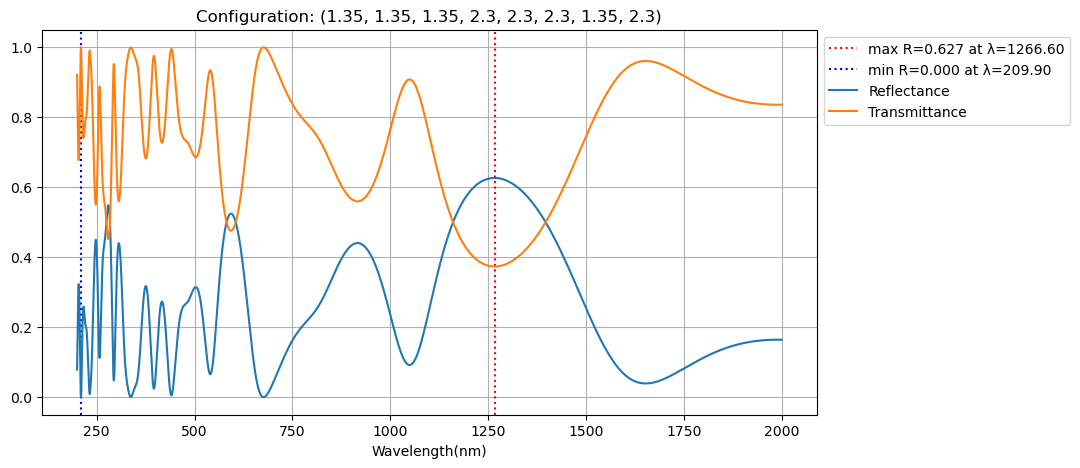 Configuration: (1.35, 1.35, 1.35, 2.3, 2.3, 2.3, 1.35, 2.3)
max R=0.627 at λ=1266.60
min R=0.000 at λ=209.90
Reflectance
Transmittance
1.0
0.8
0.6
0.4
0.2
0.0
250 500 750 1000 1250 1500 1750 2000
Wavelength(nm)